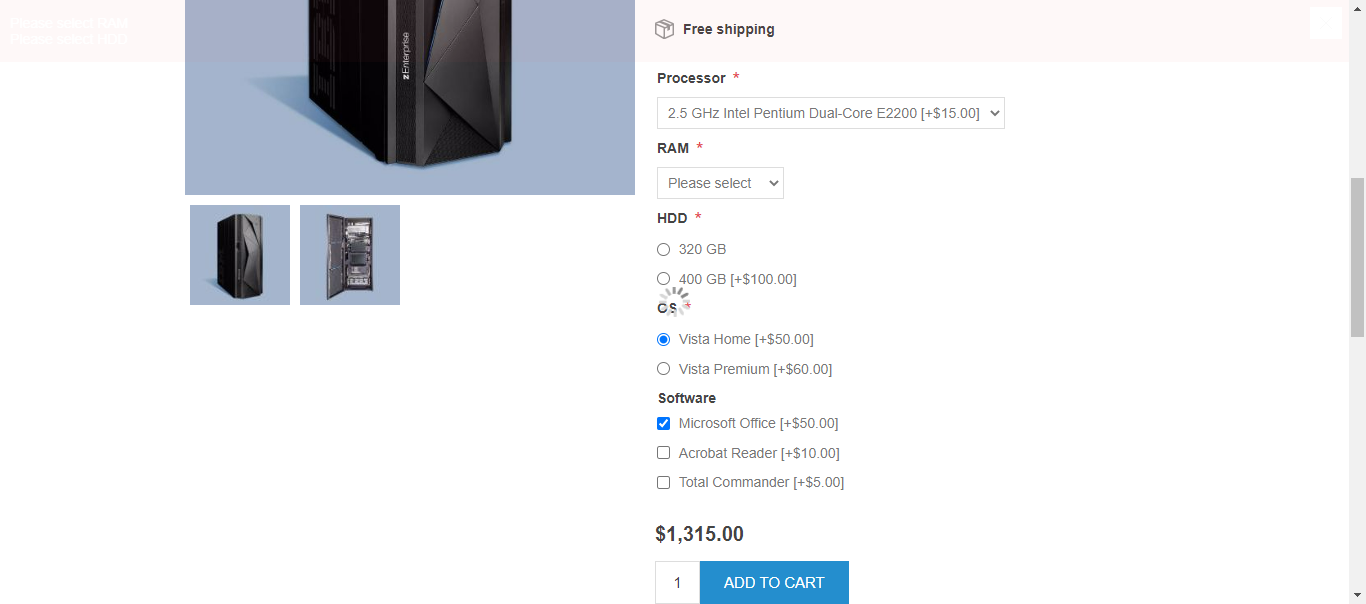 Please select RAM
Please select HDD
zEnterprise
Free shipping
Processor *
2.5 GHz Intel Pentium Dual-Core E2200 [+$15.00]
RAM *
Please select
HDD *
320 GB
400 GB [+$100.00]
OS *
Vista Home [+$50.00]
Vista Premium [+$60.00]
Software
Microsoft Office [+$50.00]
Acrobat Reader [+$10.00]
Total Commander [+$5.00]
$1,315.00
1 ADD TO CART